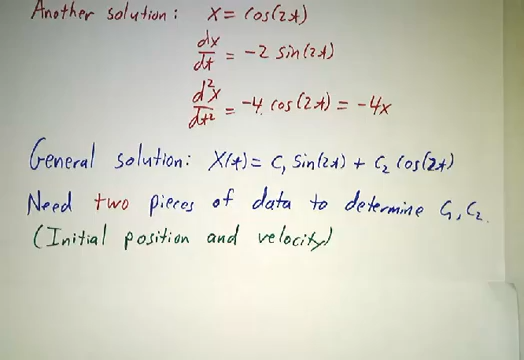 Another solution: x = cos(2t)
dx/dt = -2 sin(2t)
d²x/dt² = -4 cos(2t) = -4x
General solution: x(t) = C₁ sin(2t) + C₂ cos(2t)
Need two pieces of data to determine C₁, C₂.
(Initial position and velocity)